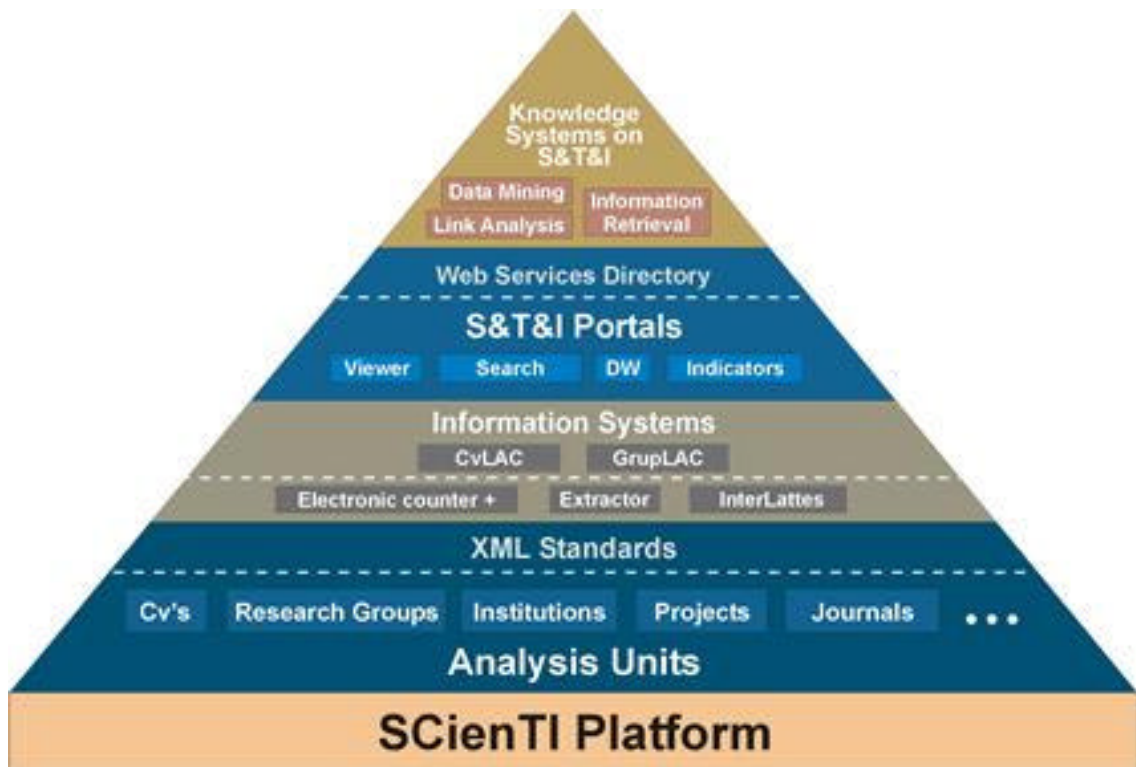 Knowledge
Systems on
S&T&I
Data Mining
Link Analysis
Information
Retrieval
Web Services Directory
S&T&I Portals
Viewer Search DW Indicators
Information Systems
CvLAC GrupLAC
Electronic counter + Extractor InterLattes
XML Standards
Cv's Research Groups Institutions Projects Journals ...
Analysis Units
SCienTI Platform